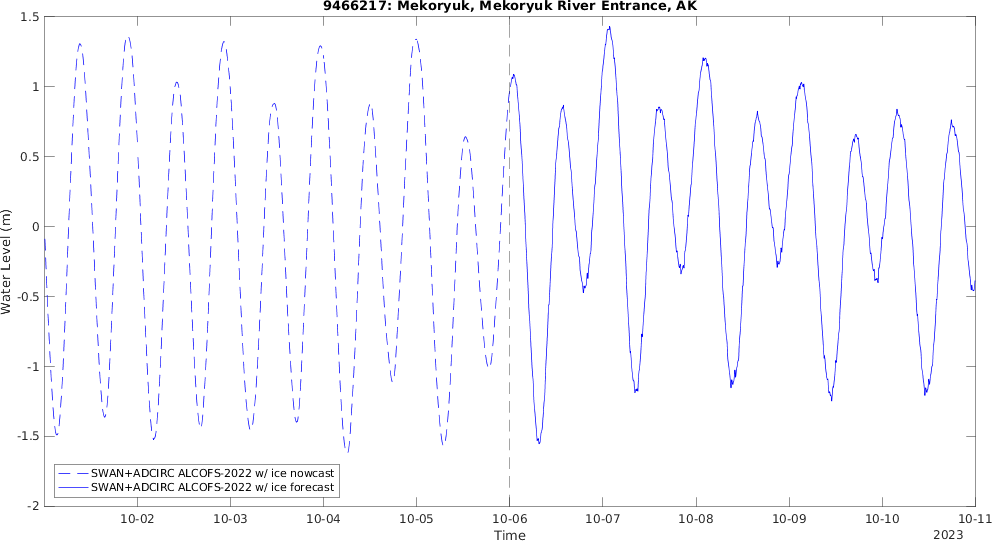 9466217: Mekoryuk, Mekoryuk River Entrance, AK
1.5
1
0.5
0
-0.5
-1
-1.5
-2
Water Level (m)
SWAN+ADCIRC ALCOFS-2022 w/ ice nowcast
SWAN+ADCIRC ALCOFS-2022 w/ ice forecast
10-02 10-03 10-04 10-05 10-06 10-07 10-08 10-09 10-10 10-11
Time
2023